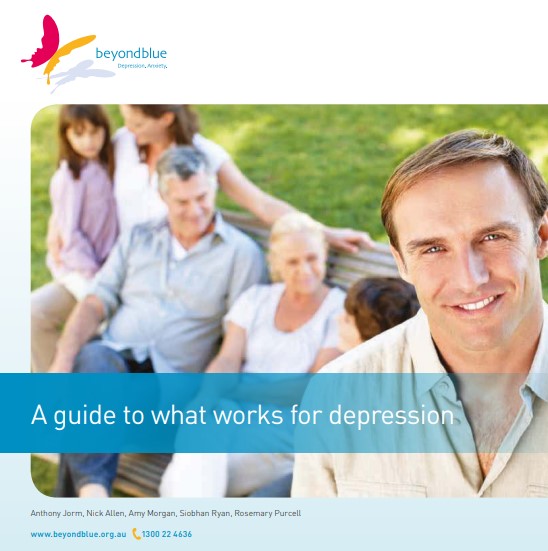 beyondblue
Depression. Anxiety.
A guide to what works for depression
Anthony Jorm, Nick Allen, Amy Morgan, Siobhan Ryan, Rosemary Purcell
www.beyondblue.org.au 1300 22 4636